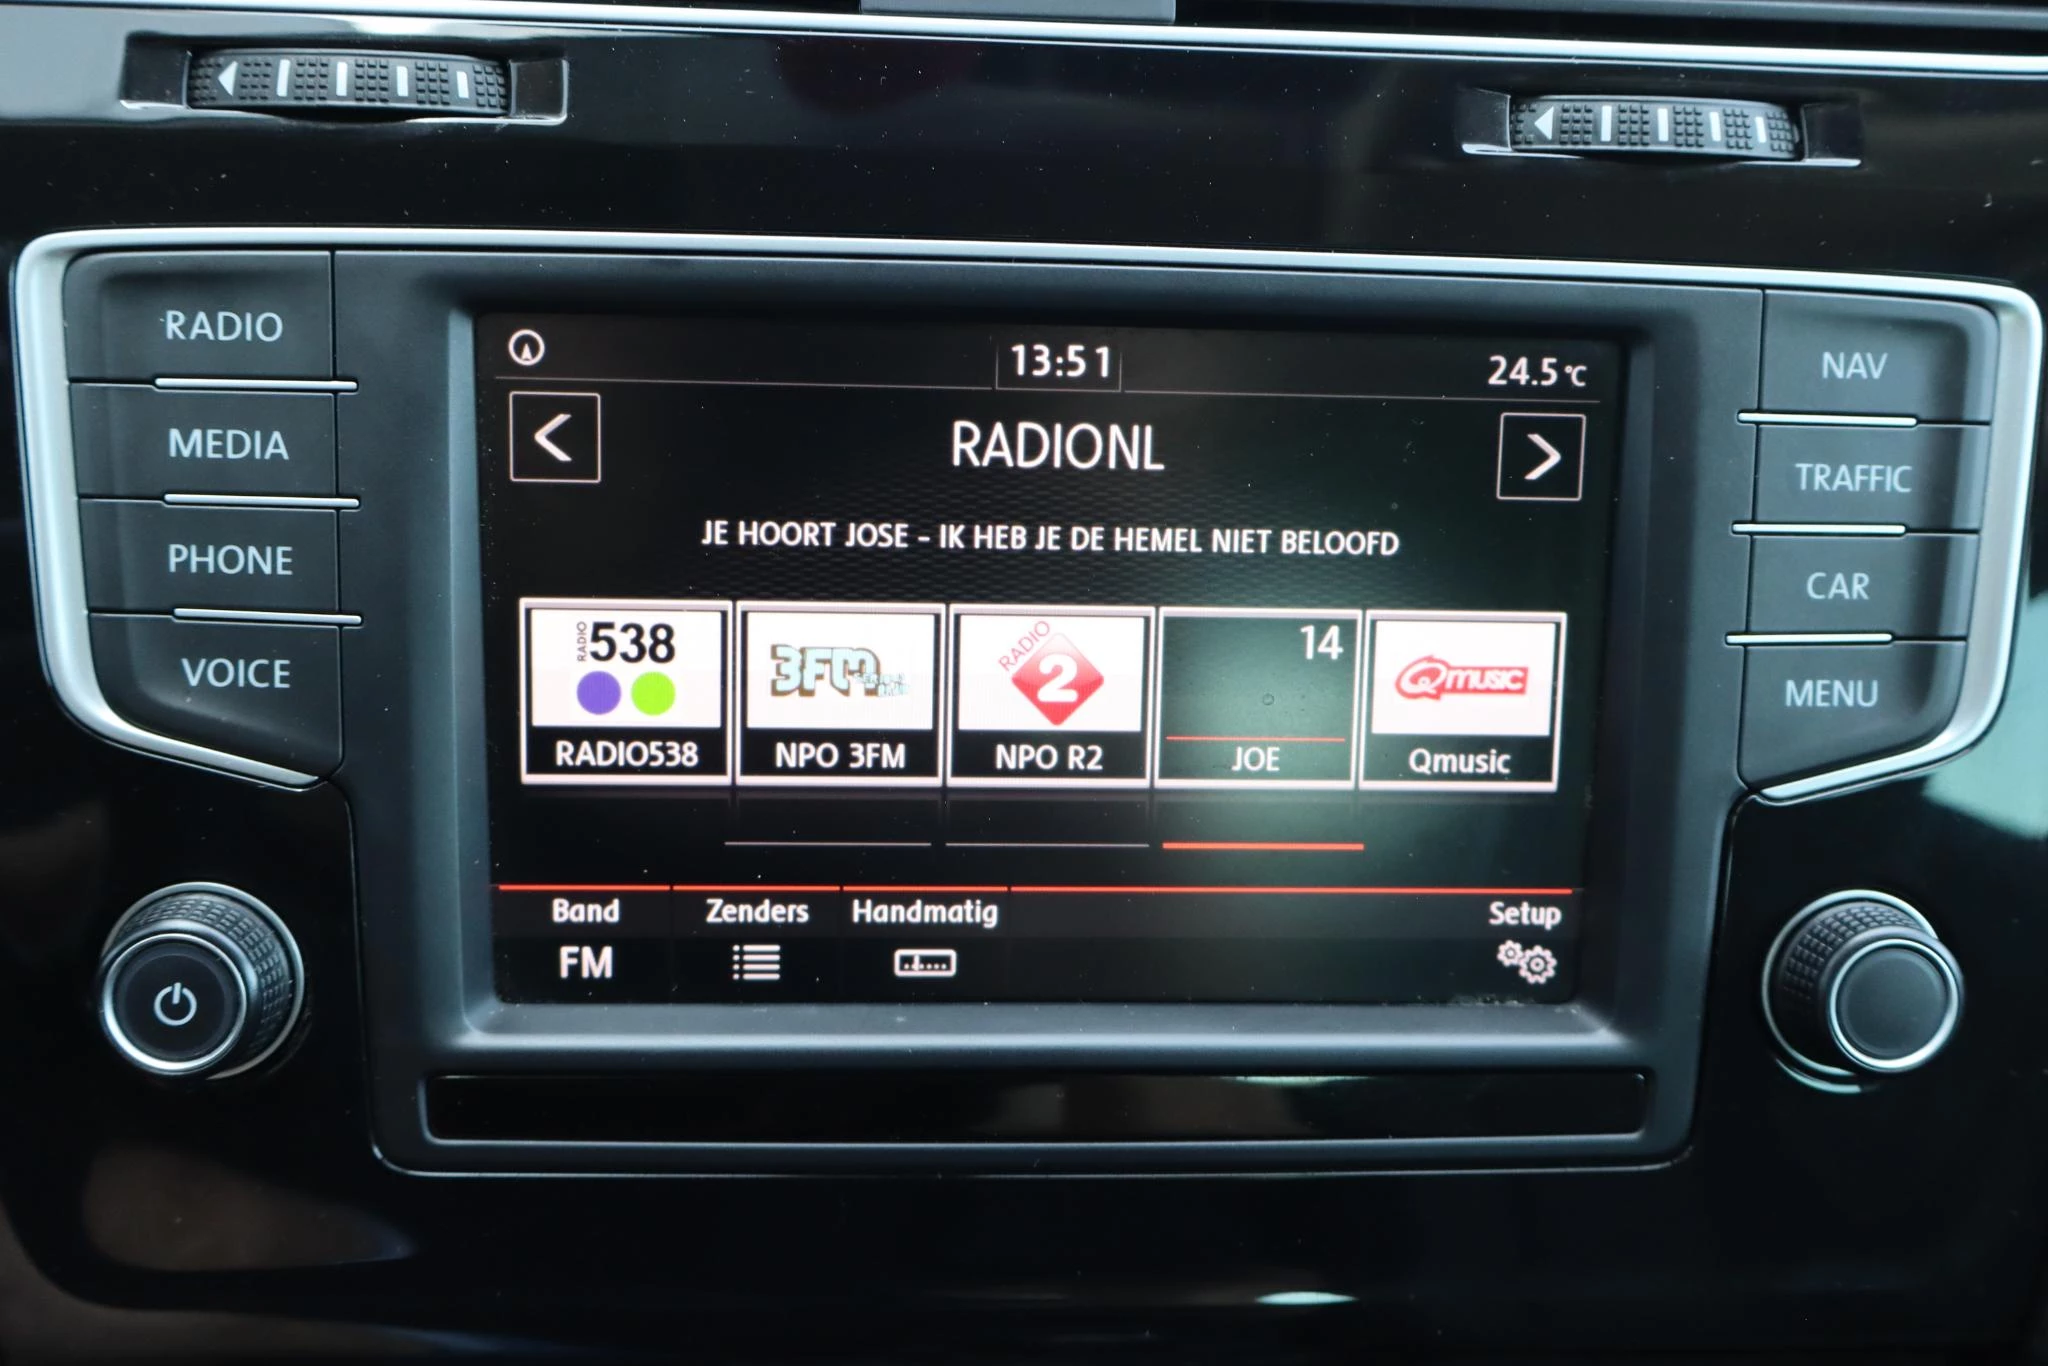 RADIO
MEDIA
PHONE
VOICE
13:51
24.5°C
RADIONL
JE HOORT JOSE - IK HEB JE DE HEMEL NIET BELOOFD
RADIO 538
RADIO538
3FM
NPO 3FM
RADIO 2
NPO R2
14
JOE
Qmusic
Qmusic
Band
FM
Zenders
Handmatig
Setup
NAV
TRAFFIC
CAR
MENU